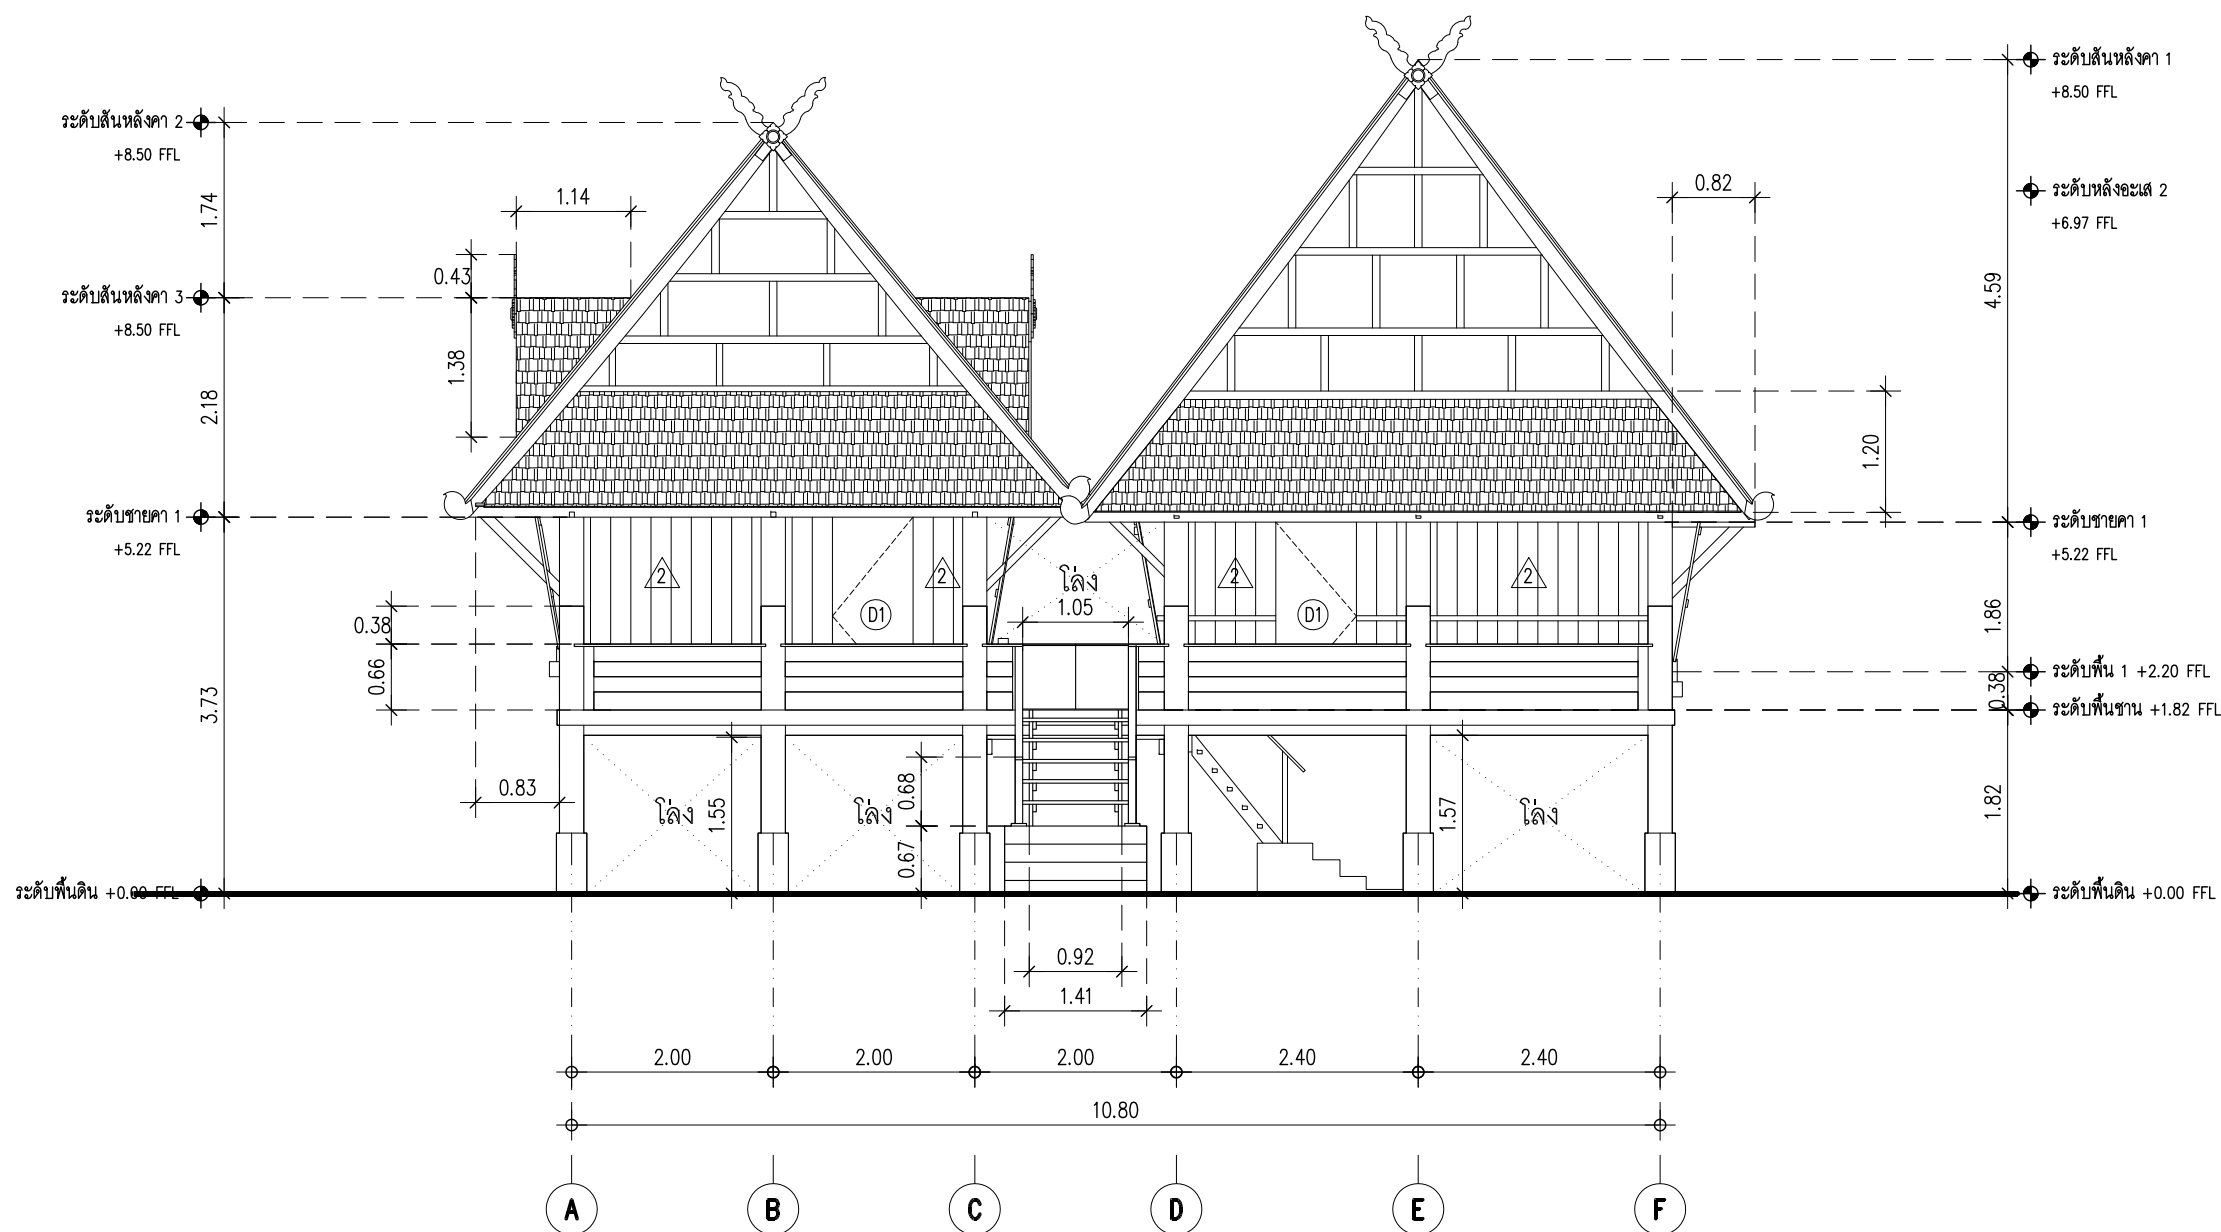 ระดับสันหลังคา 1
+8.50 FFL
ระดับสันหลังคา 2
+8.50 FFL
1.74
1.14
0.82
ระดับหลังอะเส 2
+6.97 FFL
0.43
ระดับสันหลังคา 3
+8.50 FFL
4.59
1.38
2.18
1.20
ระดับชายคา 1
+5.22 FFL
ระดับชายคา 1
+5.22 FFL
2
2
โล่ง
2
2
D1
1.05
D1
0.38
1.86
0.66
3.73
ระดับพื้น 1 +2.20 FFL
0.38
ระดับพื้นชาน +1.82 FFL
0.83
0.68
โล่ง
1.55
โล่ง
1.57
โล่ง
1.82
0.67
ระดับพื้นดิน +0.00 FFL
ระดับพื้นดิน +0.00 FFL
0.92
1.41
2.00 2.00 2.00 2.40 2.40
10.80
A B C D E F